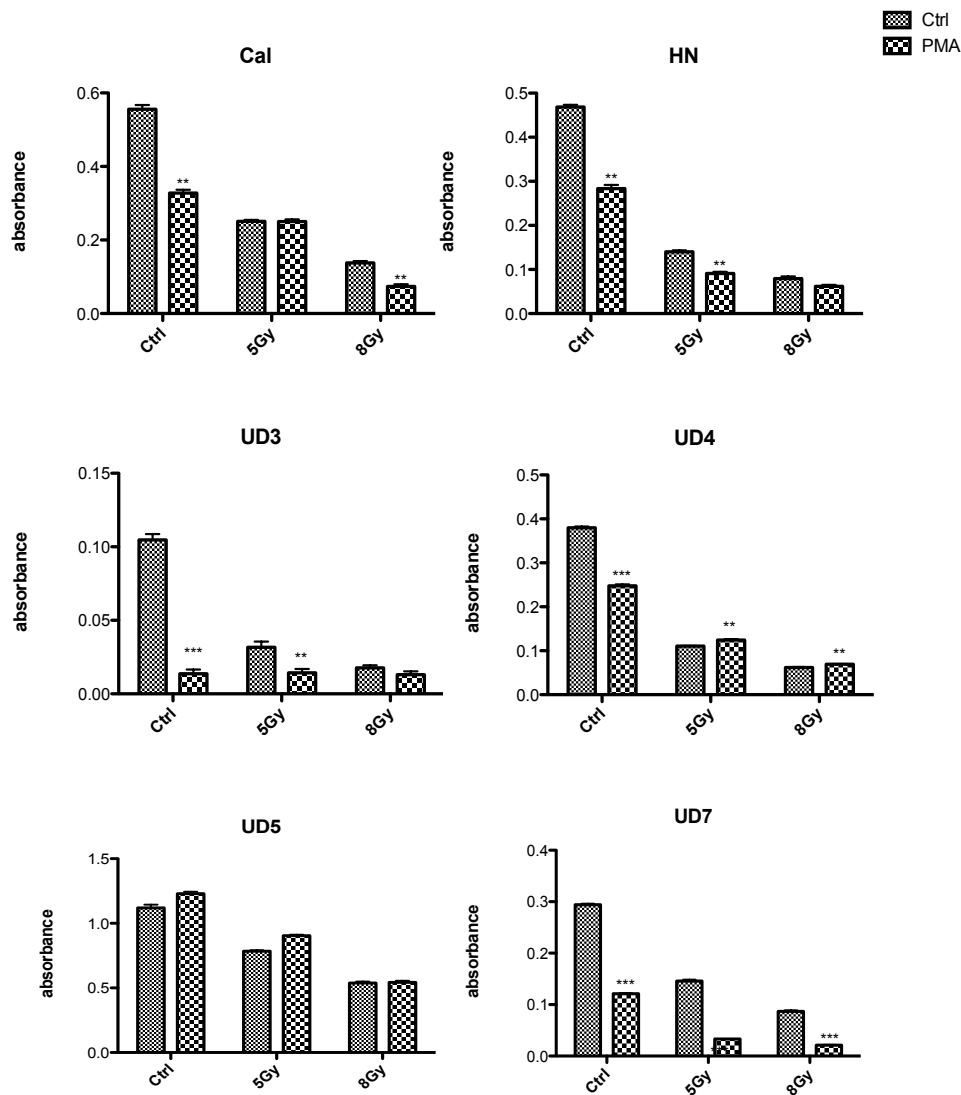 Ctrl
PMA
Cal
absorbance
0.6
0.4
0.2
0.0
**
**
Ctrl
5Gy
8Gy
HN
absorbance
0.5
0.4
0.3
0.2
0.1
0.0
**
**
Ctrl
5Gy
8Gy
UD3
absorbance
0.15
0.10
0.05
0.00
***
**
Ctrl
5Gy
8Gy
UD4
absorbance
0.5
0.4
0.3
0.2
0.1
0.0
***
**
**
Ctrl
5Gy
8Gy
UD5
absorbance
1.5
1.0
0.5
0.0
Ctrl
5Gy
8Gy
UD7
absorbance
0.4
0.3
0.2
0.1
0.0
***
***
Ctrl
5Gy
8Gy